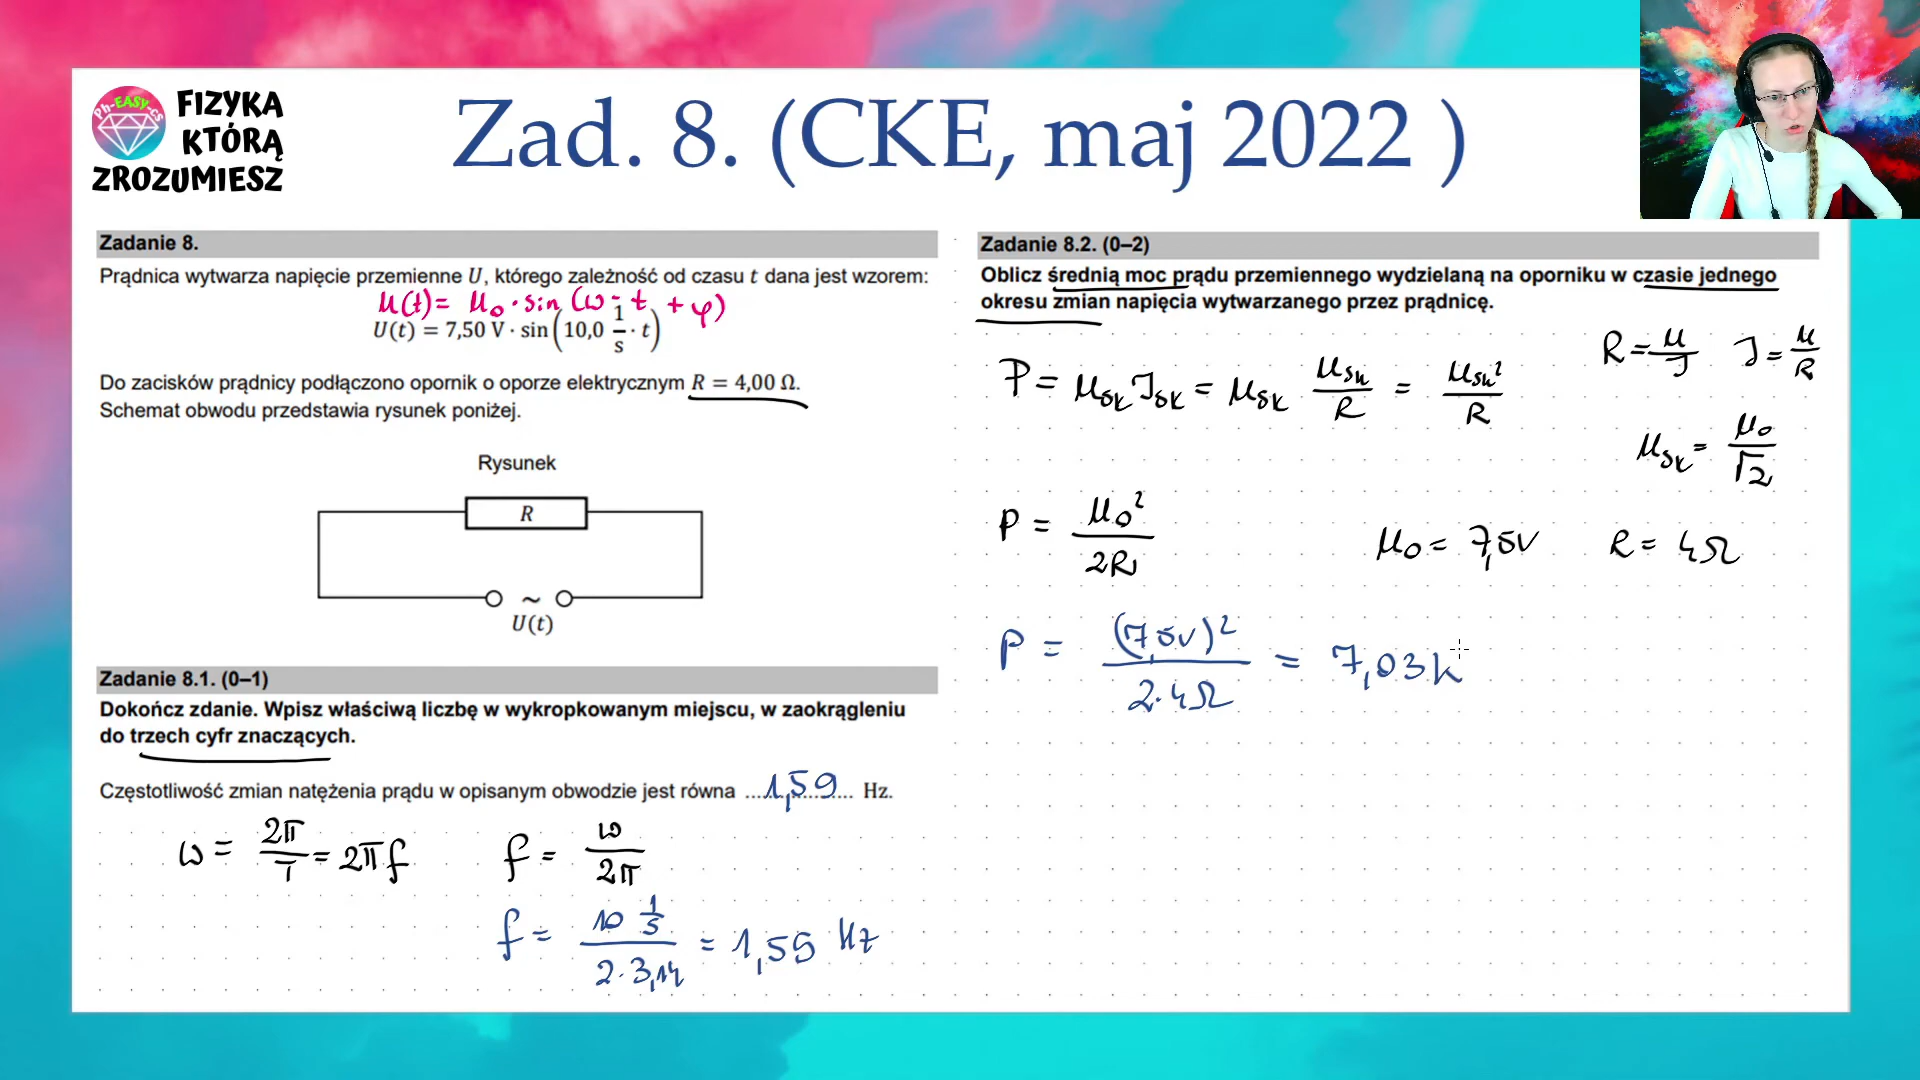 Ph-EASY-cs
FIZYKA
KTÓRĄ
ZROZUMIESZ
Zad. 8. (CKE, maj 2022 )
Zadanie 8.
Prądnica wytwarza napięcie przemienne U, którego zależność od czasu t dana jest wzorem:
u(t) = u₀ · sin (ω · t + φ)
U(t) = 7,50 V · sin(10,0 1/s · t)
Do zacisków prądnicy podłączono opornik o oporze elektrycznym R = 4,00 Ω.
Schemat obwodu przedstawia rysunek poniżej.
Rysunek
R
~
U(t)
Zadanie 8.1. (0–1)
Dokończ zdanie. Wpisz właściwą liczbę w wykropkowanym miejscu, w zaokrągleniu
do trzech cyfr znaczących.
Częstotliwość zmian natężenia prądu w opisanym obwodzie jest równa ....1,59.... Hz.
ω = 2π/T = 2πf f = ω/2π
f = 10 1/s / 2·3,14 = 1,59 Hz
Zadanie 8.2. (0–2)
Oblicz średnią moc prądu przemiennego wydzielaną na oporniku w czasie jednego
okresu zmian napięcia wytwarzanego przez prądnicę.
R = U/I I = U/R
P = U_sk I_sk = U_sk U_sk/R = U_sk²/R
U_sk = U₀/√2
P = U₀²/2R U₀ = 7,5V R = 4Ω
P = (7,5V)²/2·4Ω = 7,03